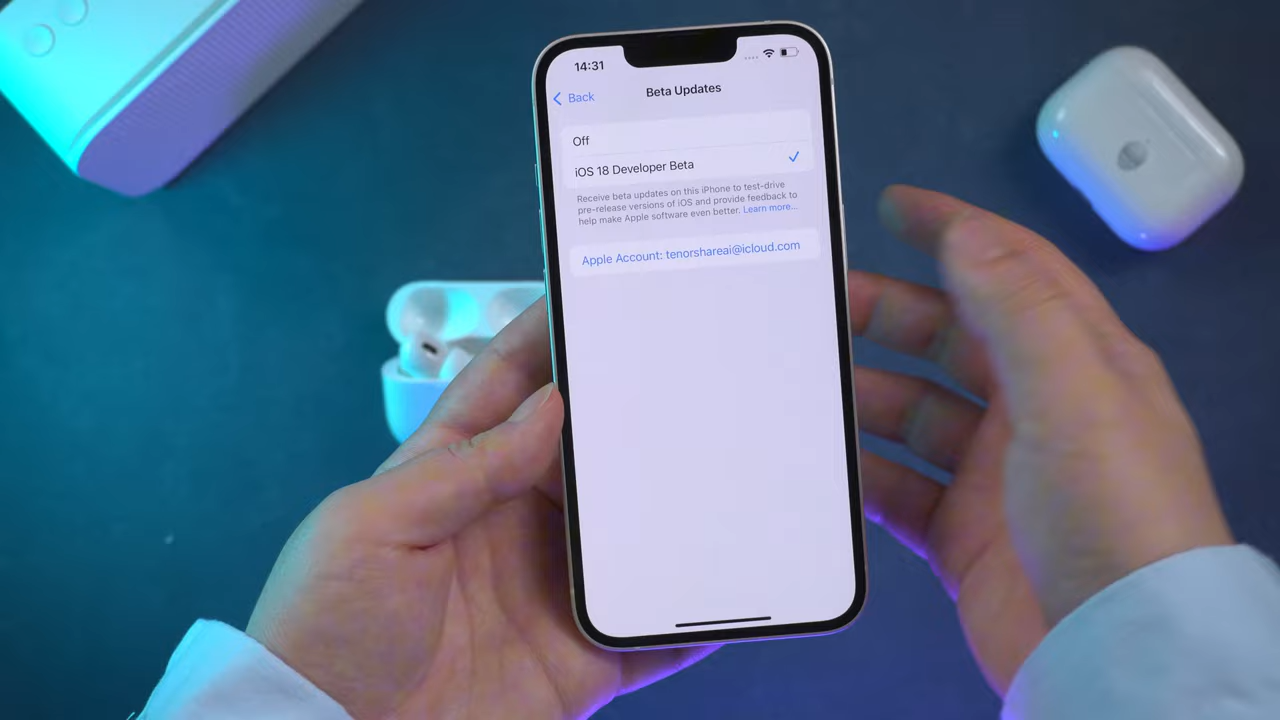 14:31
Back
Beta Updates
Off
iOS 18 Developer Beta
Receive beta updates on this iPhone to test-drive
pre-release versions of iOS and provide feedback to
help make Apple software even better. Learn more...
Apple Account: tenorshareai@icloud.com